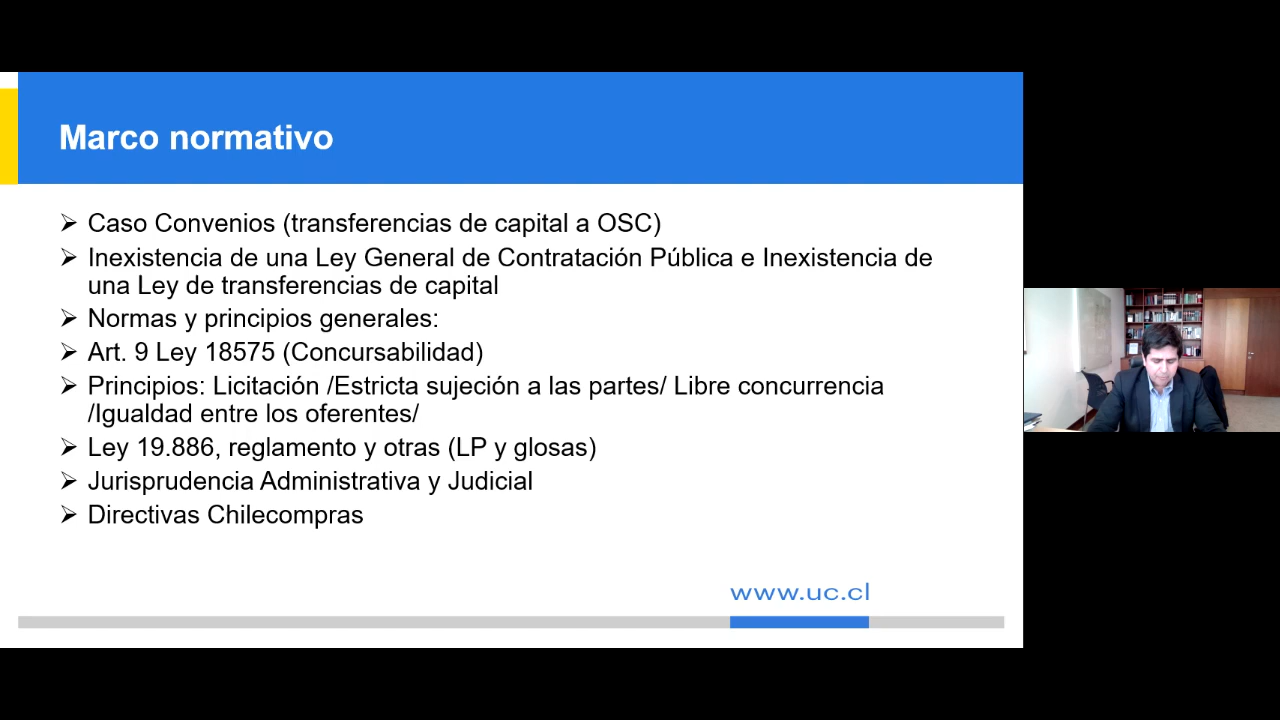 Marco normativo
Caso Convenios (transferencias de capital a OSC)
Inexistencia de una Ley General de Contratación Pública e Inexistencia de
una Ley de transferencias de capital
Normas y principios generales:
Art. 9 Ley 18575 (Concursabilidad)
Principios: Licitación /Estricta sujeción a las partes/ Libre concurrencia
/Igualdad entre los oferentes/
Ley 19.886, reglamento y otras (LP y glosas)
Jurisprudencia Administrativa y Judicial
Directivas Chilecompras
www.uc.cl